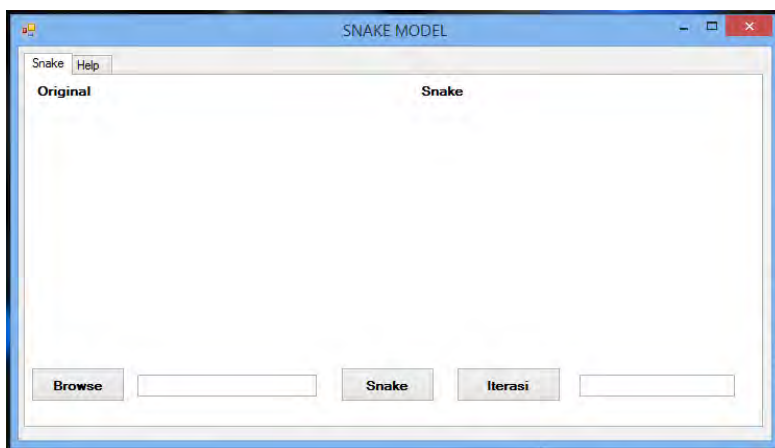 SNAKE MODEL
Snake Help
Original Snake
Browse Snake Iterasi